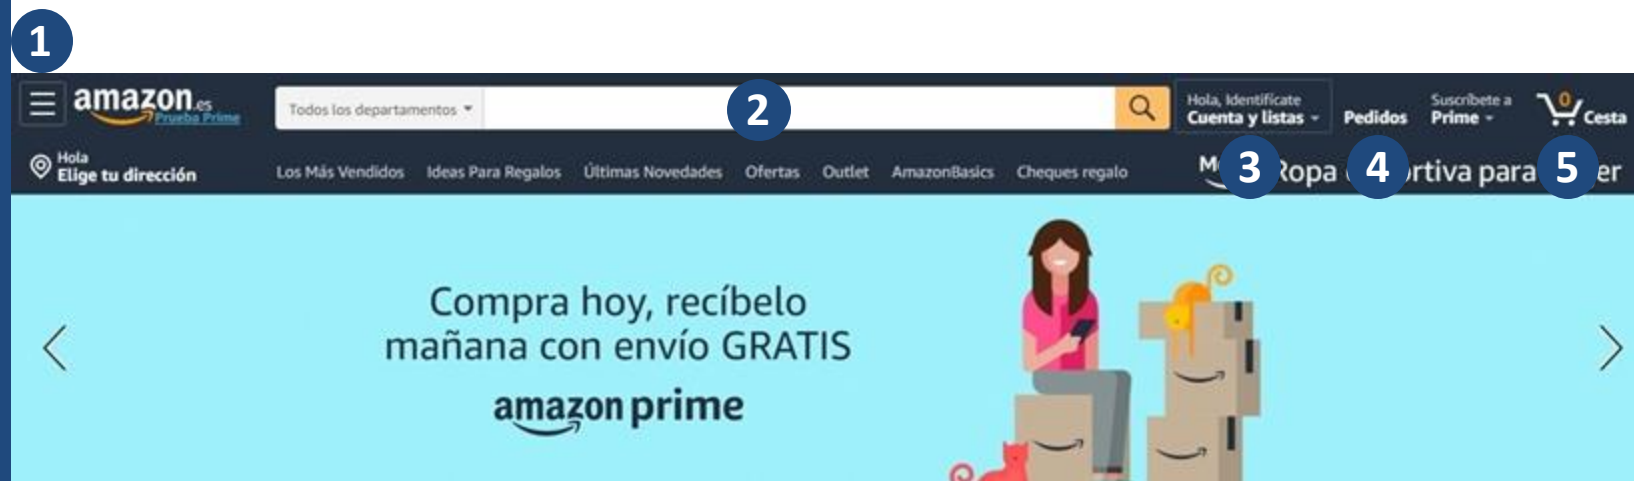 1
amazon.es
Prueba Prime
Todos los departamentos
2
Hola, Identifícate
Cuenta y listas
Pedidos
Suscríbete a
Prime
0
Cesta
Hola
Elige tu dirección
Los Más Vendidos Ideas Para Regalos Últimas Novedades Ofertas Outlet AmazonBasics Cheques regalo
3
Ropa
4
para
5
Compra hoy, recíbelo
mañana con envío GRATIS
amazon prime